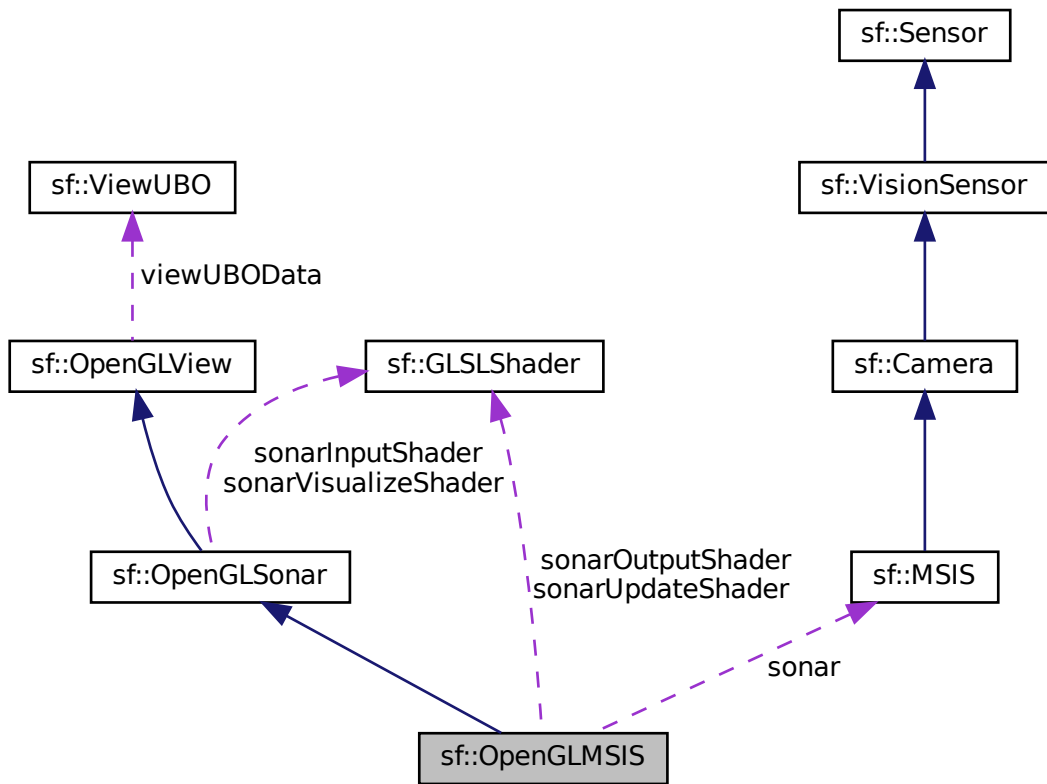 sf::Sensor
sf::ViewUBO
sf::VisionSensor
viewUBOData
sf::OpenGLView
sf::GLSLShader
sf::Camera
sonarInputShader
sonarVisualizeShader
sf::OpenGLSonar
sonarOutputShader
sonarUpdateShader
sf::MSIS
sonar
sf::OpenGLMSIS